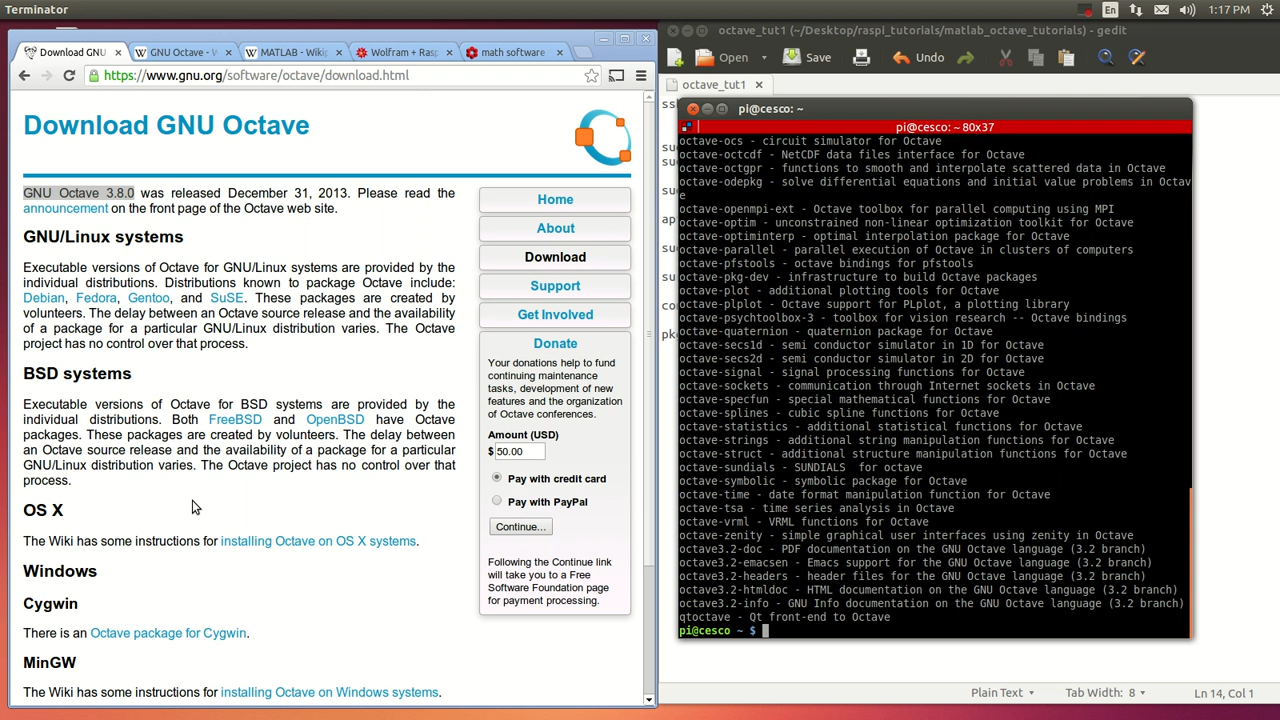 Terminator
En
1:17 PM
Download GNU
GNU Octave - W
MATLAB - Wiki
Wolfram + Ras
math software
https://www.gnu.org/software/octave/download.html
Download GNU Octave
GNU Octave 3.8.0 was released December 31, 2013. Please read the
announcement on the front page of the Octave web site.
GNU/Linux systems
Executable versions of Octave for GNU/Linux systems are provided by the
individual distributions. Distributions known to package Octave include:
Debian, Fedora, Gentoo, and SuSE. These packages are created by
volunteers. The delay between an Octave source release and the availability
of a package for a particular GNU/Linux distribution varies. The Octave
project has no control over that process.
BSD systems
Executable versions of Octave for BSD systems are provided by the
individual distributions. Both FreeBSD and OpenBSD have Octave
packages. These packages are created by volunteers. The delay between
an Octave source release and the availability of a package for a particular
GNU/Linux distribution varies. The Octave project has no control over that
process.
OS X
The Wiki has some instructions for installing Octave on OS X systems.
Windows
Cygwin
There is an Octave package for Cygwin.
MinGW
The Wiki has some instructions for installing Octave on Windows systems.
Home
About
Download
Support
Get Involved
Donate
Your donations help to fund
continuing maintenance
tasks, development of new
features and the organization
of Octave conferences.
Amount (USD)
$ 50.00
Pay with credit card
Pay with PayPal
Continue...
Following the Continue link
will take you to a Free
Software Foundation page
for payment processing.
octave_tut1 (~/Desktop/raspi_tutorials/matlab_octave_tutorials) - gedit
Open
Save
Undo
octave_tut1
pi@cesco: ~
pi@cesco: ~ 80x37
octave-ocs - circuit simulator for Octave
octave-octcdf - NetCDF data files interface for Octave
octave-octgpr - functions to smooth and interpolate scattered data in Octave
octave-odepkg - solve differential equations and initial value problems in Octav
e
octave-openmpi-ext - Octave toolbox for parallel computing using MPI
octave-optim - unconstrained non-linear optimization toolkit for Octave
octave-optiminterp - optimal interpolation package for Octave
octave-parallel - parallel execution of Octave in clusters of computers
octave-pfstools - octave bindings for pfstools
octave-pkg-dev - infrastructure to build Octave packages
octave-plot - additional plotting tools for Octave
octave-plplot - Octave support for PLplot, a plotting library
octave-psychtoolbox-3 - toolbox for vision research -- Octave bindings
octave-quaternion - quaternion package for Octave
octave-secs1d - semi conductor simulator in 1D for Octave
octave-secs2d - semi conductor simulator in 2D for Octave
octave-signal - signal processing functions for Octave
octave-sockets - communication through Internet sockets in Octave
octave-specfun - special mathematical functions for Octave
octave-splines - cubic spline functions for Octave
octave-statistics - additional statistical functions for Octave
octave-strings - additional string manipulation functions for Octave
octave-struct - additional structure manipulation functions for Octave
octave-sundials - SUNDIALS  for octave
octave-symbolic - symbolic package for Octave
octave-time - date format manipulation function for Octave
octave-tsa - time series analysis in Octave
octave-vrml - VRML functions for Octave
octave-zenity - simple graphical user interfaces using zenity in Octave
octave3.2-doc - PDF documentation on the GNU Octave language (3.2 branch)
octave3.2-emacsen - Emacs support for the GNU Octave language (3.2 branch)
octave3.2-headers - header files for the GNU Octave language (3.2 branch)
octave3.2-htmldoc - HTML documentation on the GNU Octave language (3.2 branch)
octave3.2-info - GNU Info documentation on the GNU Octave language (3.2 branch)
qtoctave - Qt front-end to Octave
pi@cesco ~ $
Plain Text
Tab Width: 8
Ln 14, Col 1